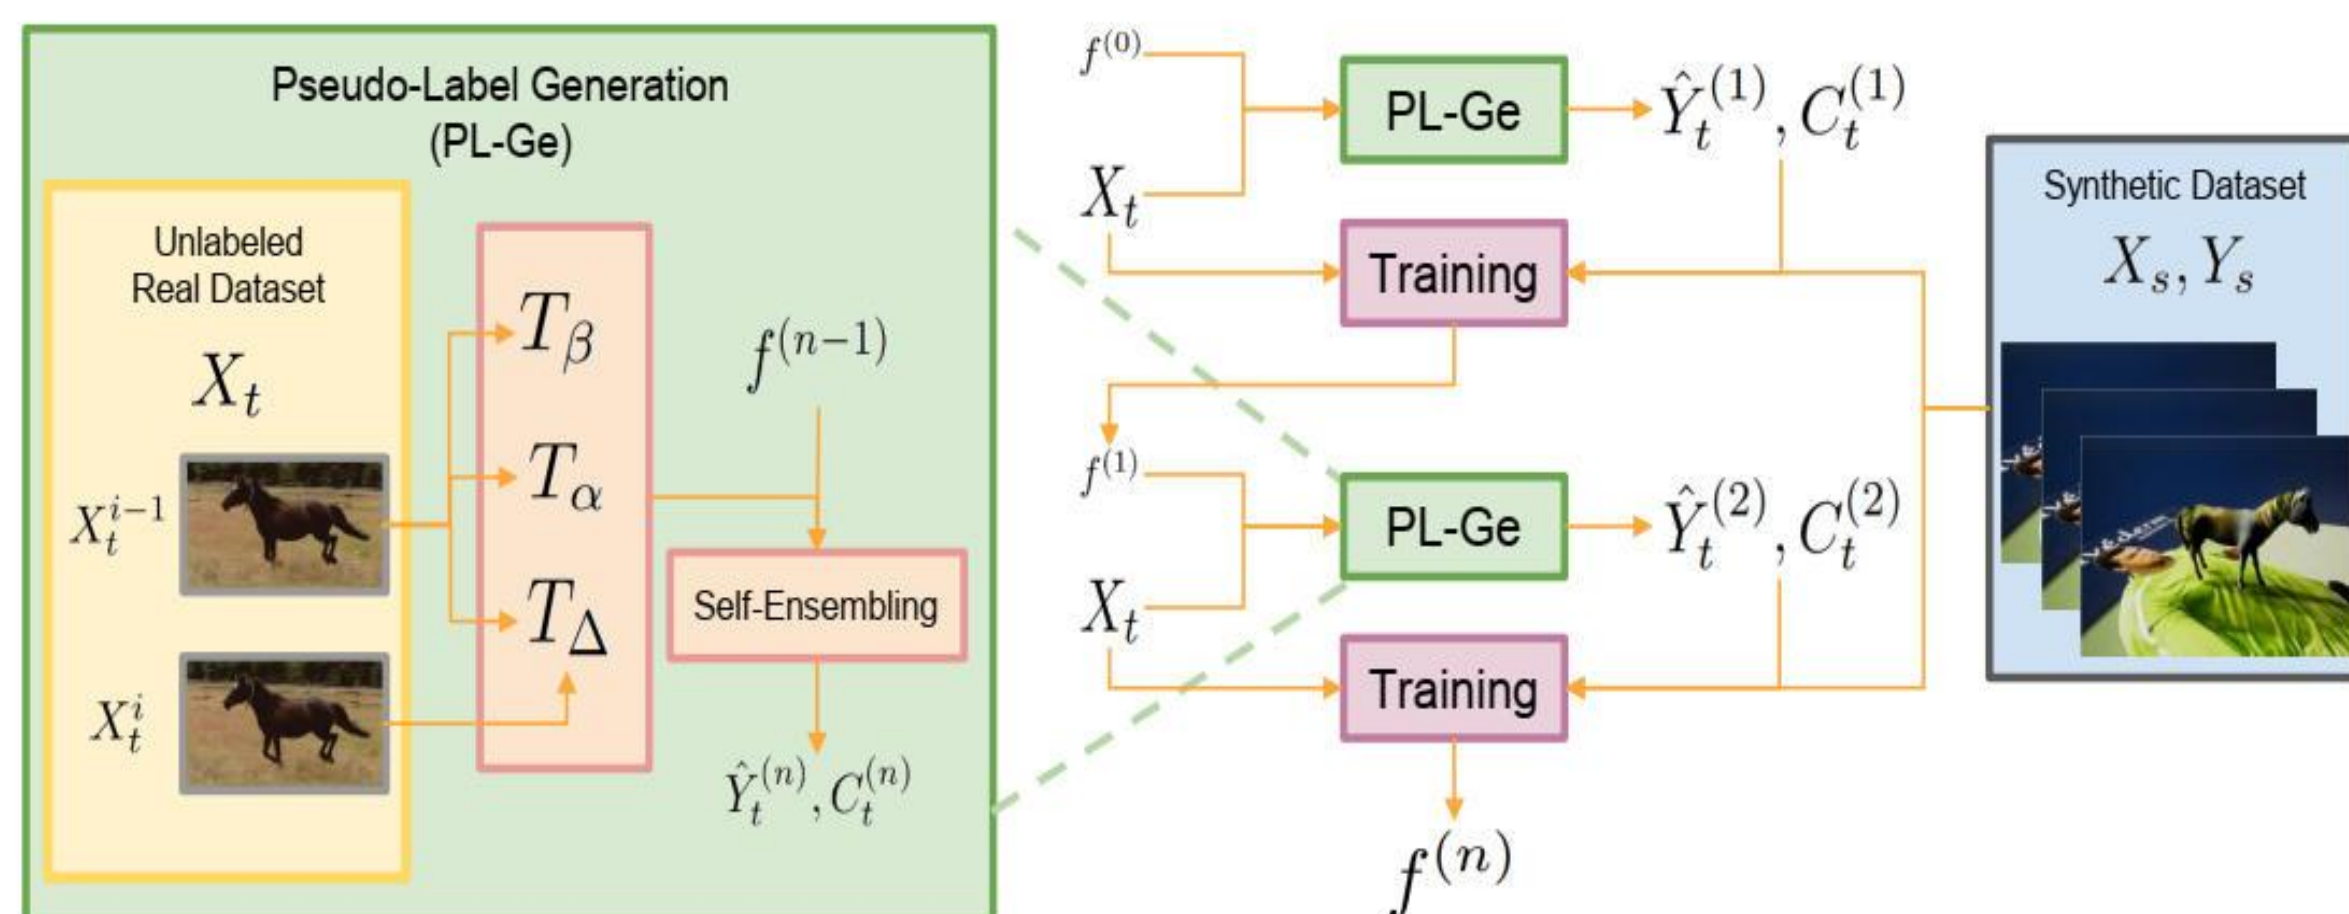 Pseudo-Label Generation
(PL-Ge)
Unlabeled
Real Dataset
X_t
X_t^{i-1}
X_t^i
T_β
T_α
T_Δ
f^{(n-1)}
Self-Ensembling
Ŷ_t^{(n)}, C_t^{(n)}
f^{(0)}
X_t
PL-Ge
Ŷ_t^{(1)}, C_t^{(1)}
Training
f^{(1)}
X_t
PL-Ge
Ŷ_t^{(2)}, C_t^{(2)}
Training
f^{(n)}
Synthetic Dataset
X_s, Y_s